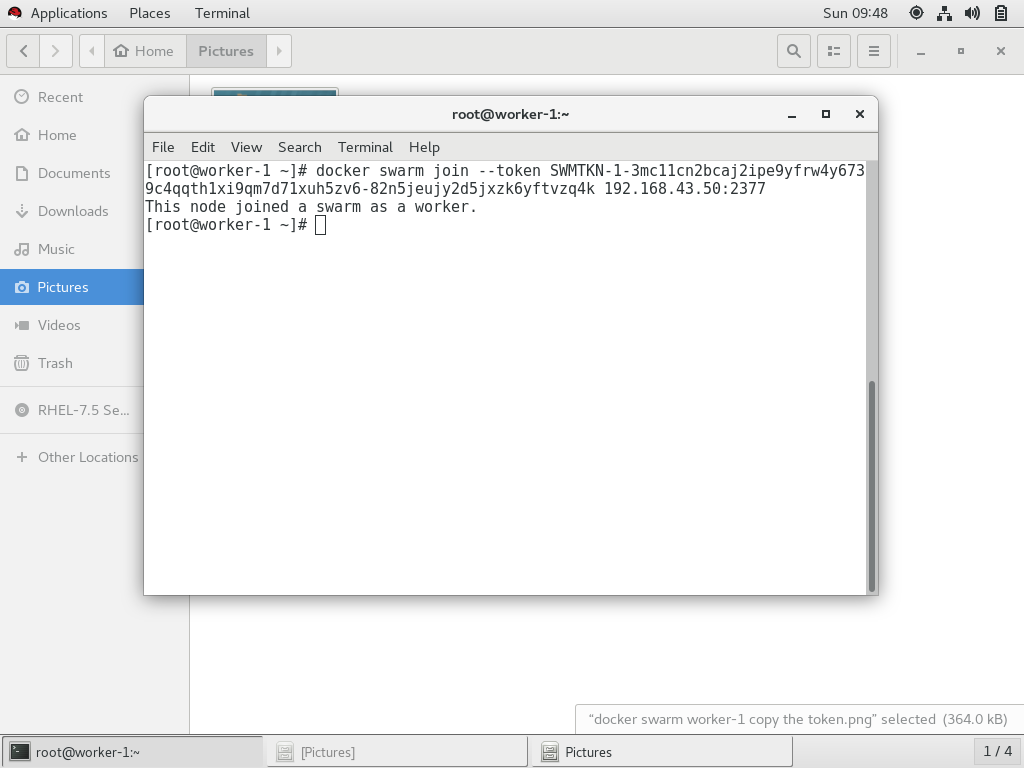 Applications Places Terminal Sun 09:48
Home Pictures
Recent
Home
Documents
Downloads
Music
Pictures
Videos
Trash
RHEL-7.5 Se...
Other Locations
root@worker-1:~
File Edit View Search Terminal Help
[root@worker-1 ~]# docker swarm join --token SWMTKN-1-3mc11cn2bcaj2ipe9yfrw4y673
9c4qqth1xi9qm7d71xuh5zv6-82n5jeujy2d5jxzk6yftvzq4k 192.168.43.50:2377
This node joined a swarm as a worker.
[root@worker-1 ~]#
"docker swarm worker-1 copy the token.png" selected (364.0 kB)
root@worker-1:~ [Pictures] Pictures 1 / 4